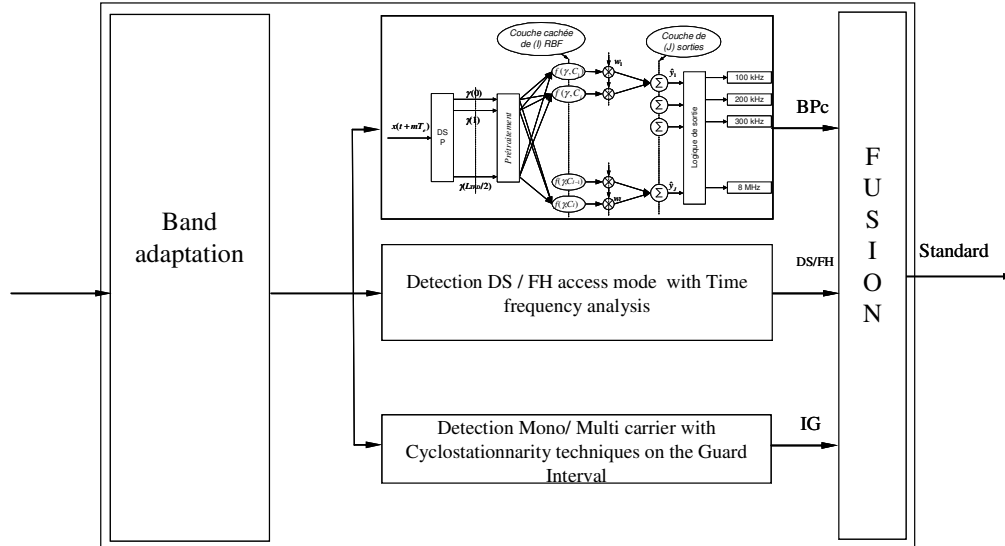 Band
adaptation
Couche cachée
de (I) RBF
Couche de
(J) sorties
x(t+mTe)
DS
P
γ(0)
γ(1)
Prétraitement
f(γ,C
f(γ,C
w₁
Σ
Σ
Σ
Σ
ŷ₁
ŷJ
Logique de sortie
100 kHz
200 kHz
300 kHz
8 MHz
BPc
Detection DS / FH access mode with Time
frequency analysis
DS/FH
Detection Mono/ Multi carrier with
Cyclostationnarity techniques on the Guard
Interval
IG
F
U
S
I
O
N
Standard